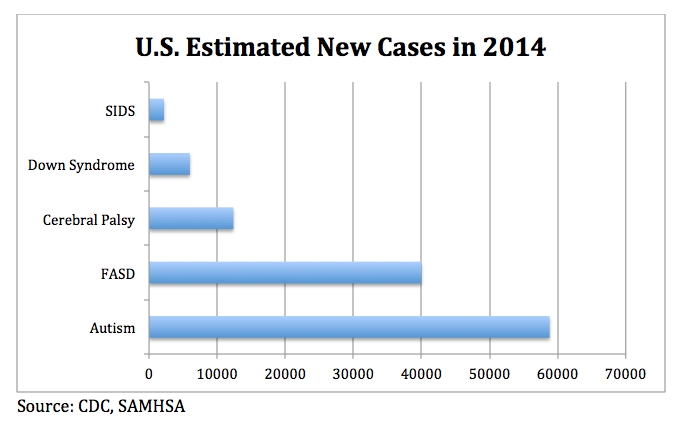 U.S. Estimated New Cases in 2014
SIDS
Down Syndrome
Cerebral Palsy
FASD
Autism
0 10000 20000 30000 40000 50000 60000 70000
Source: CDC, SAMHSA